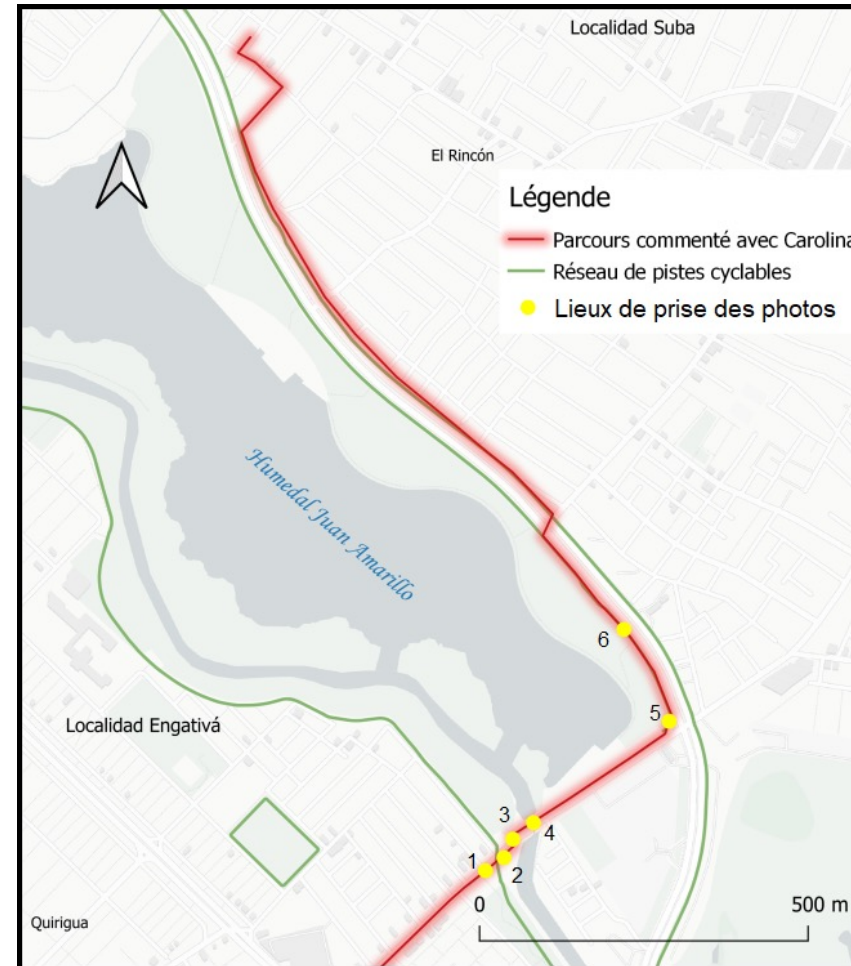 Localidad Suba
El Rincón
Légende
Parcours commenté avec Carolina
Réseau de pistes cyclables
Lieux de prise des photos
Humedal Juan Amarillo
6
5
Localidad Engativá
3
4
1
2
0
500 m
Quirigua